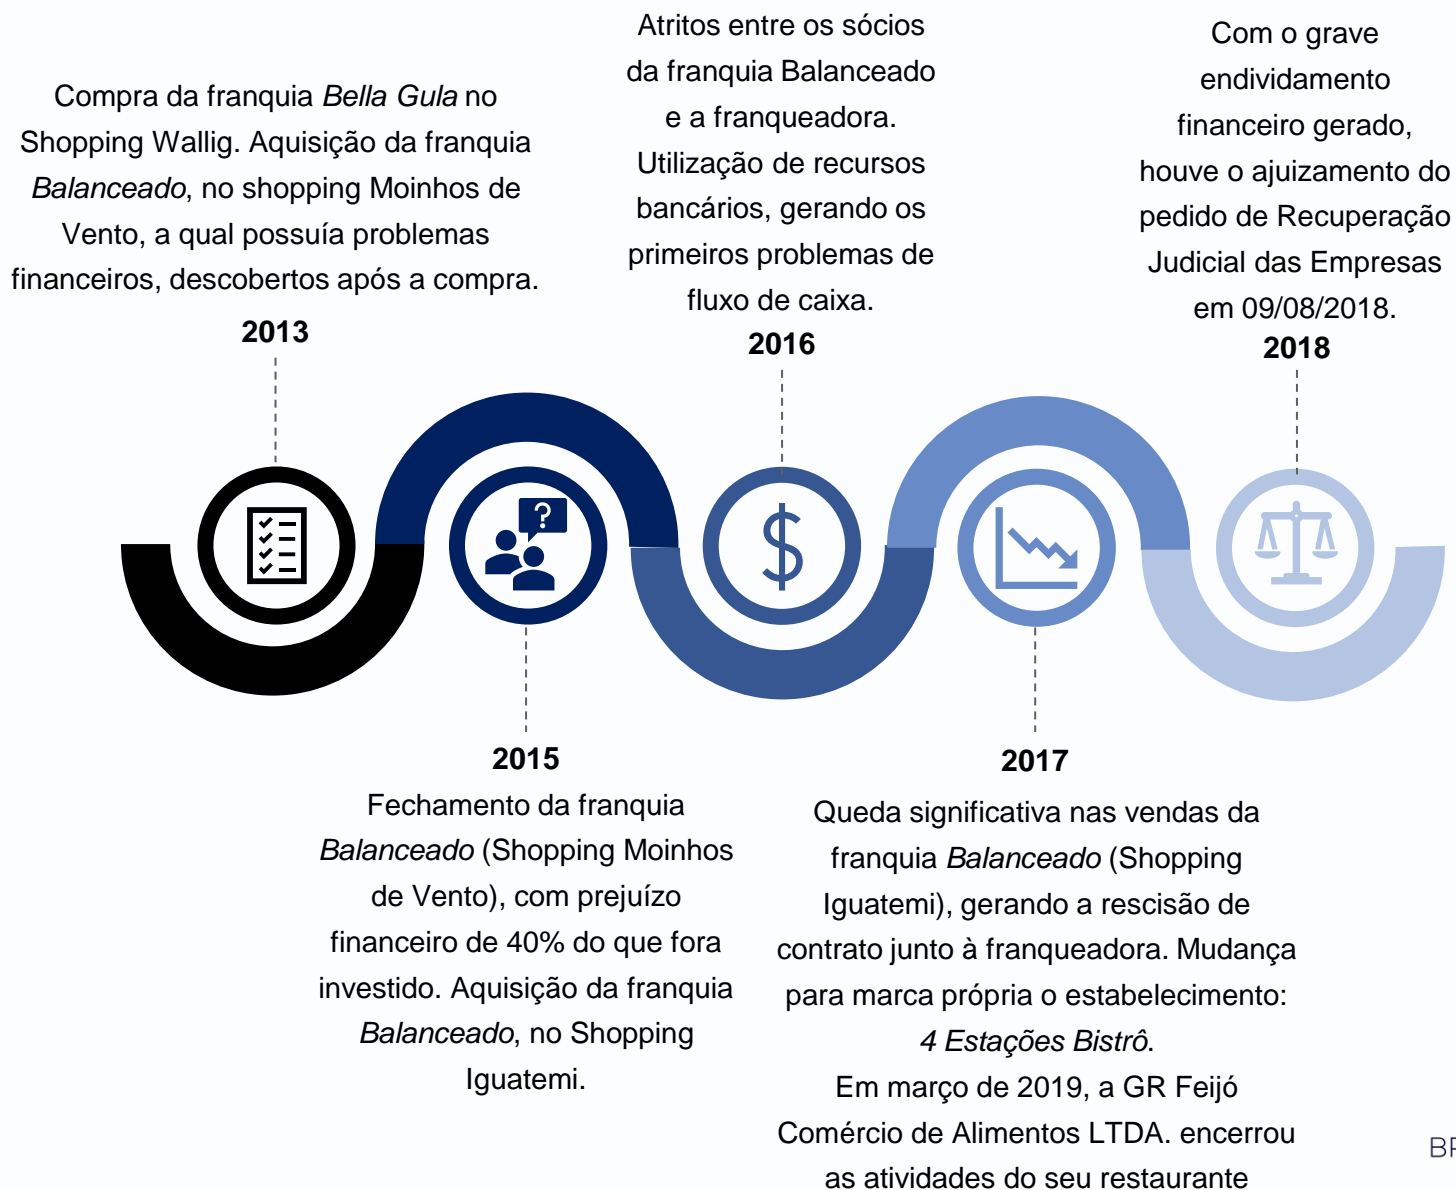 Compra da franquia Bella Gula no
Shopping Wallig. Aquisição da franquia
Balanceado, no shopping Moinhos de
Vento, a qual possuía problemas
financeiros, descobertos após a compra.
2013
Atritos entre os sócios
da franquia Balanceado
e a franqueadora.
Utilização de recursos
bancários, gerando os
primeiros problemas de
fluxo de caixa.
2016
Com o grave
endividamento
financeiro gerado,
houve o ajuizamento do
pedido de Recuperação
Judicial das Empresas
em 09/08/2018.
2018
?
$
2015
Fechamento da franquia
Balanceado (Shopping Moinhos
de Vento), com prejuízo
financeiro de 40% do que fora
investido. Aquisição da franquia
Balanceado, no Shopping
Iguatemi.
2017
Queda significativa nas vendas da
franquia Balanceado (Shopping
Iguatemi), gerando a rescisão de
contrato junto à franqueadora. Mudança
para marca própria o estabelecimento:
4 Estações Bistrô.
Em março de 2019, a GR Feijó
Comércio de Alimentos LTDA. encerrou
as atividades do seu restaurante